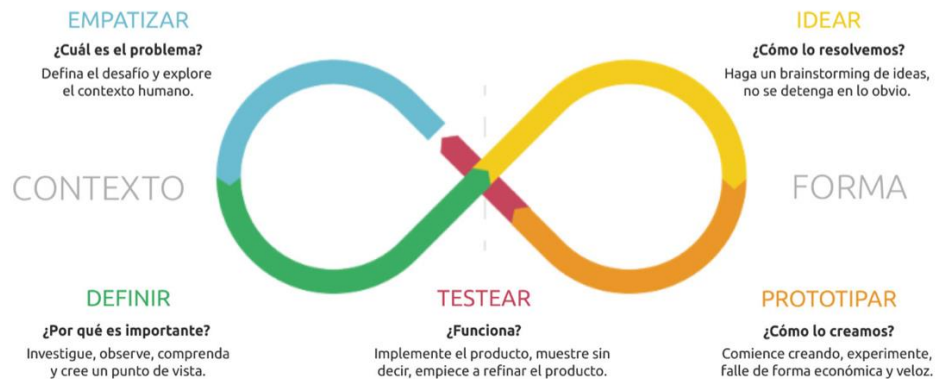 EMPATIZAR
¿Cuál es el problema?
Defina el desafío y explore
el contexto humano.
IDEAR
¿Cómo lo resolvemos?
Haga un brainstorming de ideas,
no se detenga en lo obvio.
CONTEXTO
FORMA
DEFINIR
¿Por qué es importante?
Investigue, observe, comprenda
y cree un punto de vista.
TESTEAR
¿Funciona?
Implemente el producto, muestre sin
decir, empiece a refinar el producto.
PROTOTIPAR
¿Cómo lo creamos?
Comience creando, experimente,
falle de forma económica y veloz.